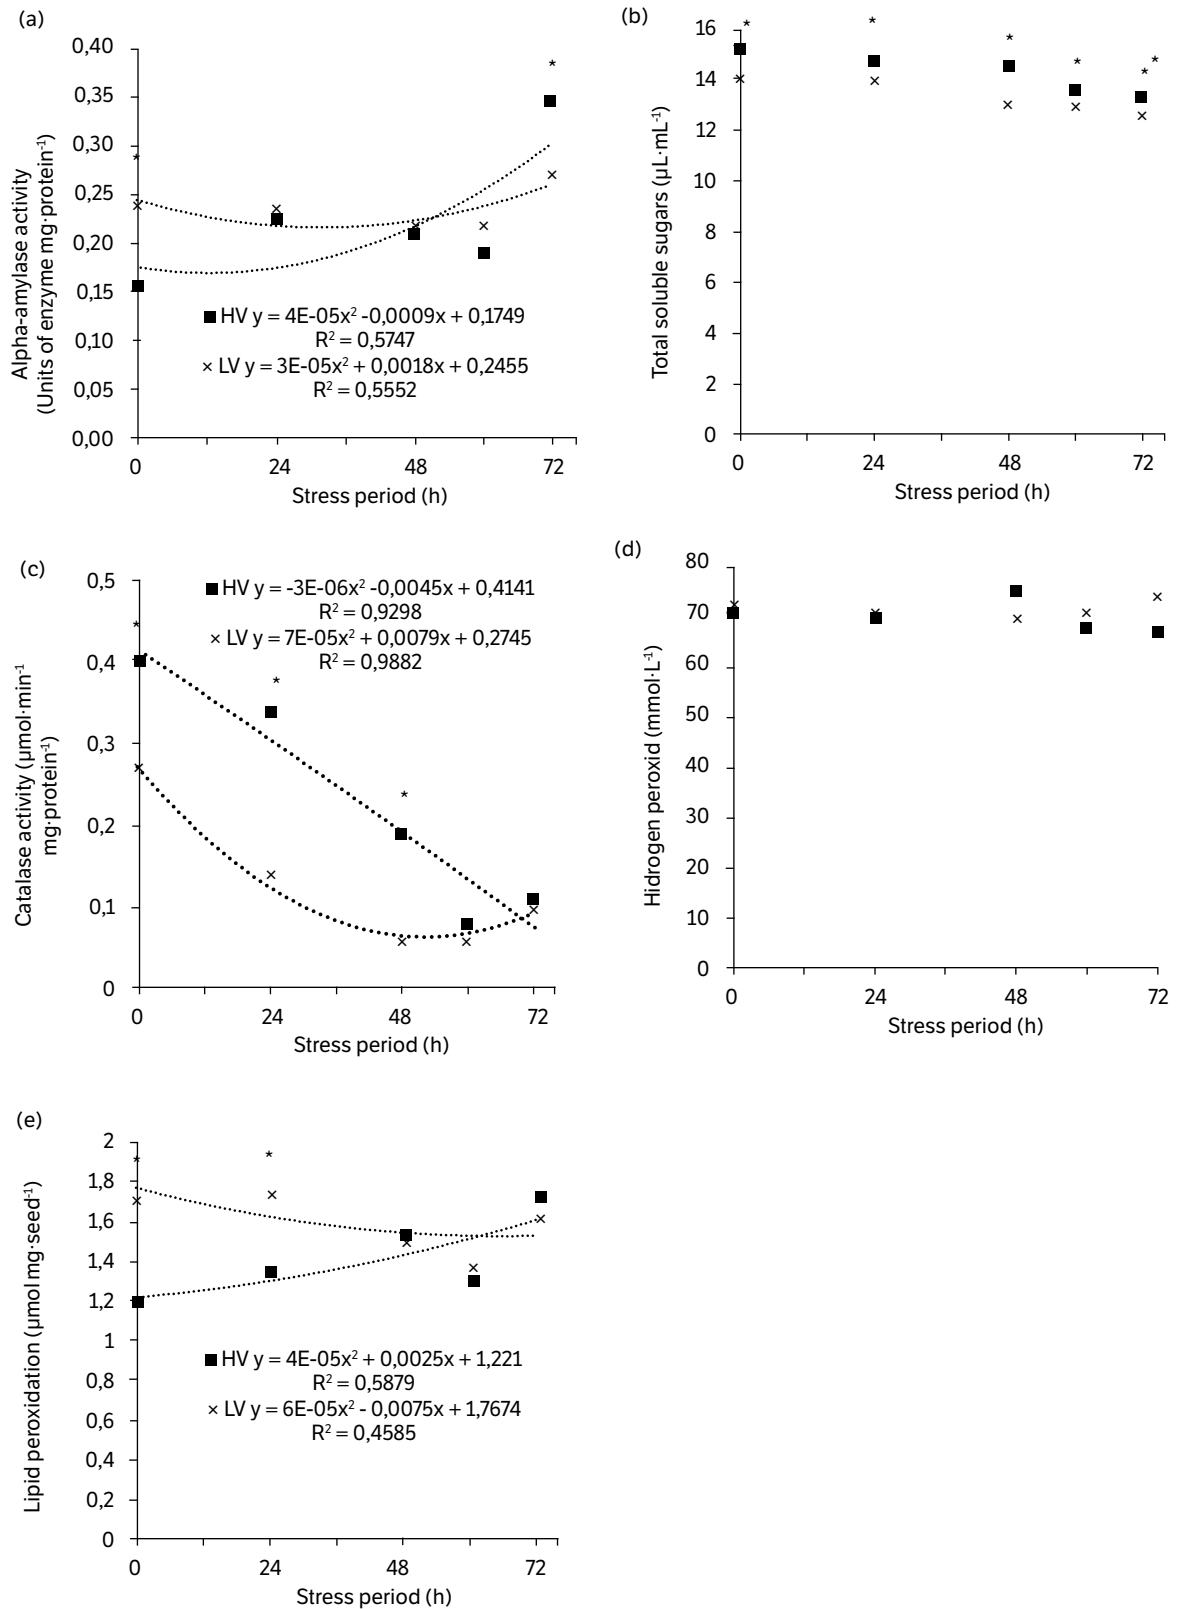 (a)
0,40
0,35
0,30
0,25
0,20
0,15
0,10
0,05
0,00
Alpha-amylase activity
(Units of enzyme mg·protein⁻¹)
*
*
■ HV y = 4E-05x² -0,0009x + 0,1749
R² = 0,5747
× LV y = 3E-05x² + 0,0018x + 0,2455
R² = 0,5552
0 24 48 72
Stress period (h)
(b)
16
14
12
10
8
6
4
2
0
Total soluble sugars (µL·mL⁻¹)
* * * * * *
0 24 48 72
Stress period (h)
(c)
0,5
0,4
0,3
0,2
0,1
0
Catalase activity (µmol·min⁻¹
mg·protein⁻¹)
■ HV y = -3E-06x² -0,0045x + 0,4141
R² = 0,9298
× LV y = 7E-05x² + 0,0079x + 0,2745
R² = 0,9882
*
*
*
0 24 48 72
Stress period (h)
(d)
80
70
60
50
40
30
20
10
0
Hidrogen peroxid (mmol·L⁻¹)
0 24 48 72
Stress period (h)
(e)
2
1,8
1,6
1,4
1,2
1
0,8
0,6
0,4
0,2
0
Lipid peroxidation (µmol mg·seed⁻¹)
* *
■ HV y = 4E-05x² + 0,0025x + 1,221
R² = 0,5879
× LV y = 6E-05x² - 0,0075x + 1,7674
R² = 0,4585
0 24 48 72
Stress period (h)